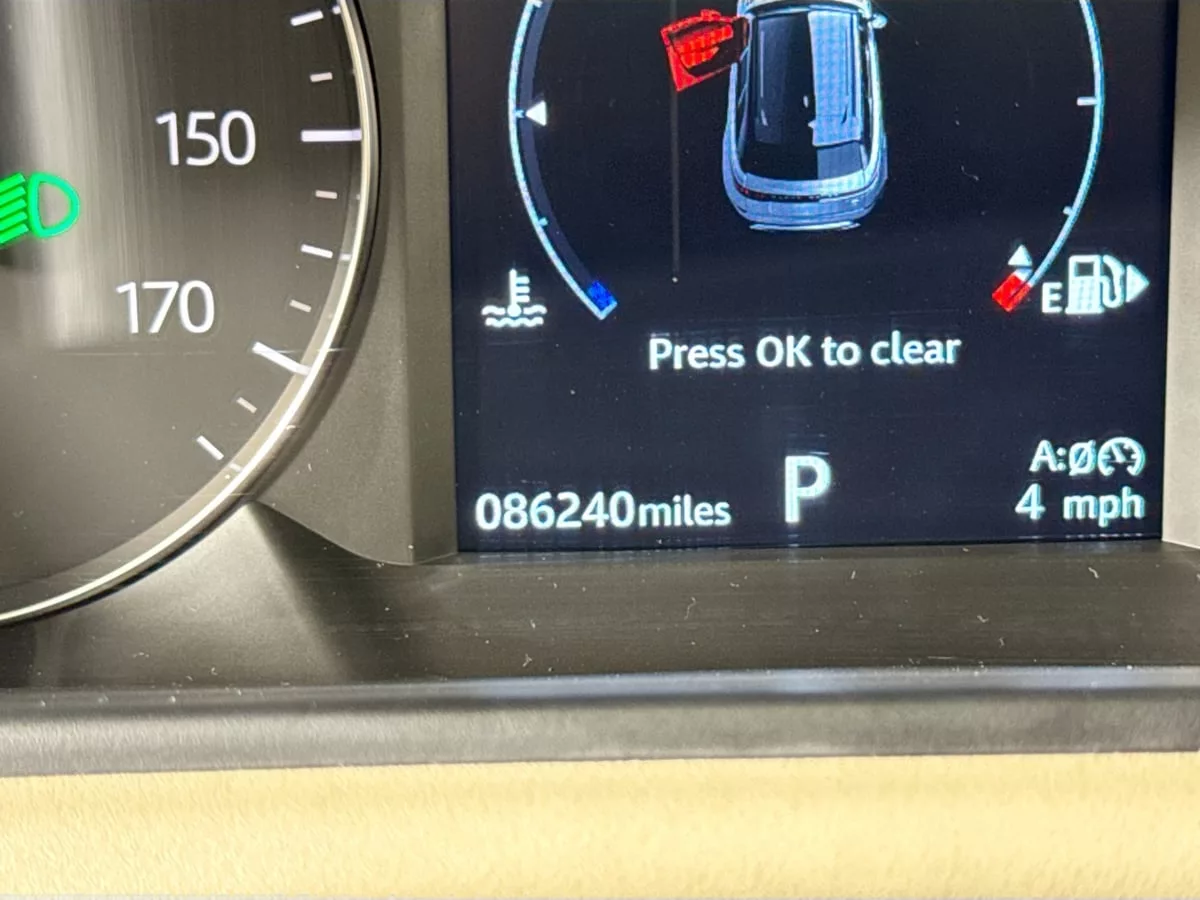 150
170
E
Press OK to clear
A:Ø
086240miles
P
4 mph